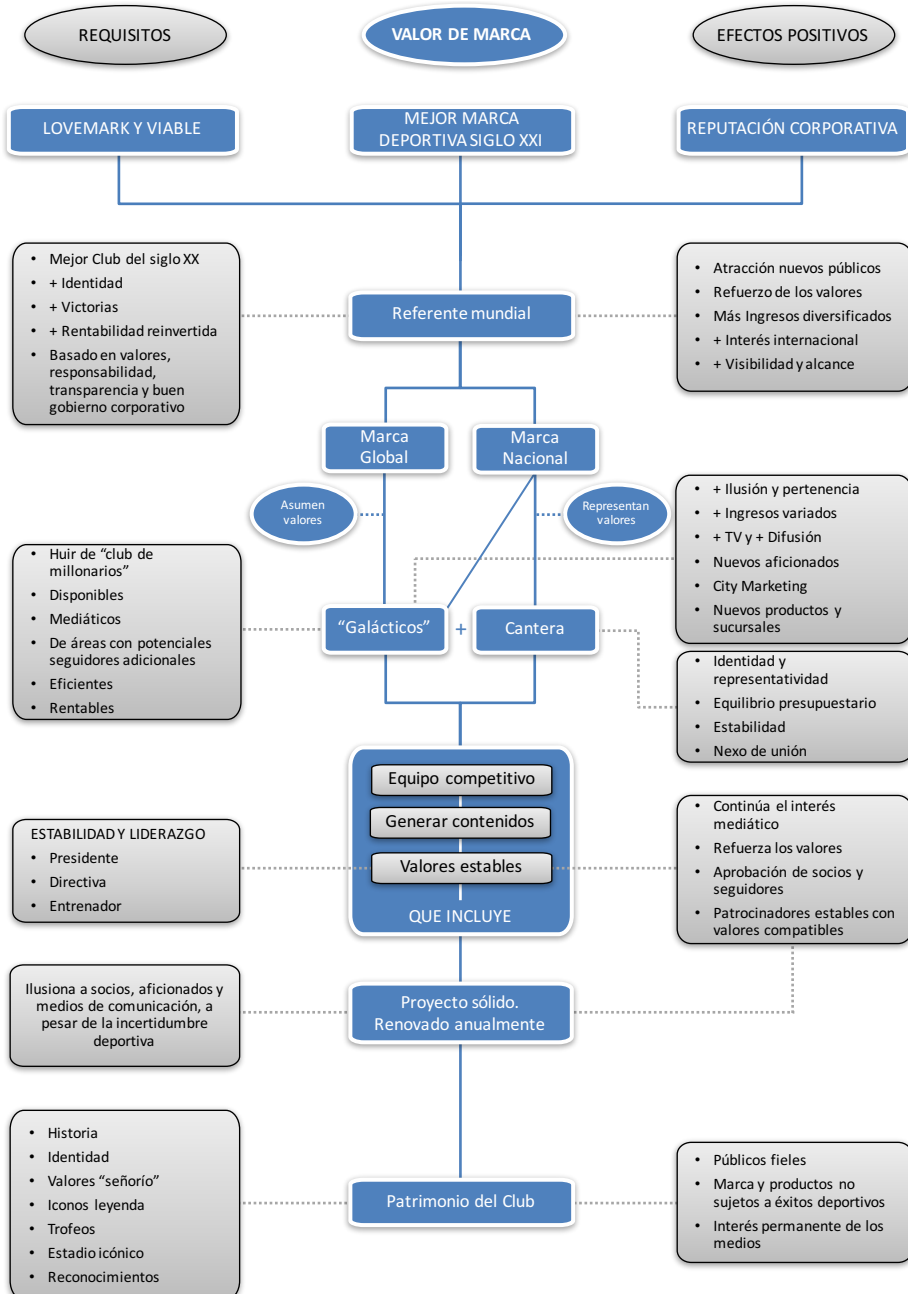 REQUISITOS
VALOR DE MARCA
EFECTOS POSITIVOS
LOVEMARK Y VIABLE
MEJOR MARCA
DEPORTIVA SIGLO XXI
REPUTACIÓN CORPORATIVA
• Mejor Club del siglo XX
• + Identidad
• + Victorias
• + Rentabilidad reinvertida
• Basado en valores,
responsabilidad,
transparencia y buen
gobierno corporativo
Referente mundial
• Atracción nuevos públicos
• Refuerzo de los valores
• Más Ingresos diversificados
• + Interés internacional
• + Visibilidad y alcance
Marca
Global
Marca
Nacional
Asumen
valores
Representan
valores
• + Ilusión y pertenencia
• + Ingresos variados
• + TV y + Difusión
• Nuevos aficionados
• City Marketing
• Nuevos productos y
sucursales
• Huir de “club de
millonarios”
• Disponibles
• Mediáticos
• De áreas con potenciales
seguidores adicionales
• Eficientes
• Rentables
“Galácticos”
+
Cantera
• Identidad y
representatividad
• Equilibrio presupuestario
• Estabilidad
• Nexo de unión
Equipo competitivo
Generar contenidos
Valores estables
QUE INCLUYE
ESTABILIDAD Y LIDERAZGO
• Presidente
• Directiva
• Entrenador
• Continúa el interés
mediático
• Refuerza los valores
• Aprobación de socios y
seguidores
• Patrocinadores estables con
valores compatibles
Ilusiona a socios, aficionados y
medios de comunicación, a
pesar de la incertidumbre
deportiva
Proyecto sólido.
Renovado anualmente
• Historia
• Identidad
• Valores “señorío”
• Iconos leyenda
• Trofeos
• Estadio icónico
• Reconocimientos
Patrimonio del Club
• Públicos fieles
• Marca y productos no
sujetos a éxitos deportivos
• Interés permanente de los
medios